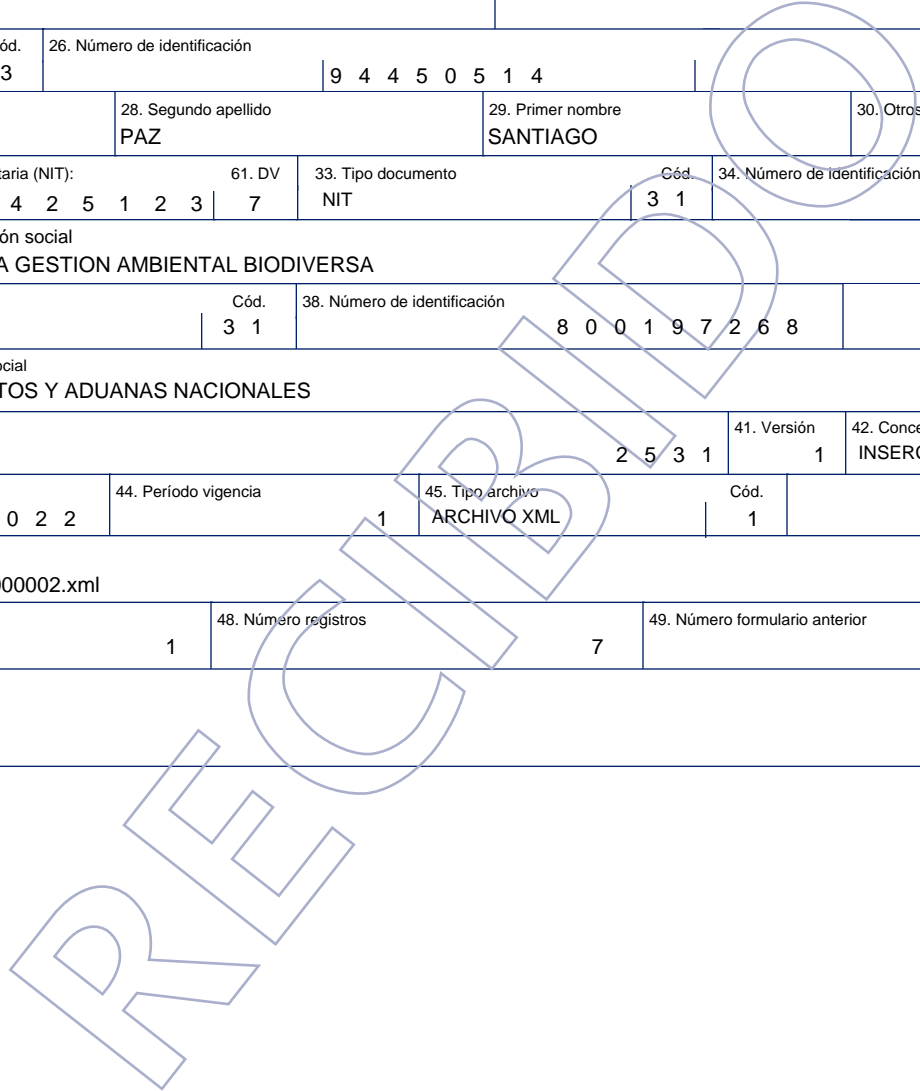 ód. 26. Número de identificación
3 9 4 4 5 0 5 1 4
28. Segundo apellido 29. Primer nombre 30. Otros
PAZ SANTIAGO
taria (NIT): 61. DV 33. Tipo documento Cód. 34. Número de identificación
4 2 5 1 2 3 7 NIT 3 1
ón social
A GESTION AMBIENTAL BIODIVERSA
Cód. 38. Número de identificación
3 1 8 0 0 1 9 7 2 6 8
ocial
TOS Y ADUANAS NACIONALES
41. Versión 42. Conce
2 5 3 1 1 INSERC
44. Período vigencia 45. Tipo archivo Cód.
0 2 2 1 ARCHIVO XML 1
000002.xml
48. Número registros 49. Número formulario anterior
1 7
RECIBIDO